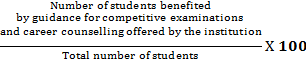 Number of students benefited
by guidance for competitive examinations
and career counselling offered by the institution
X 100
Total number of students